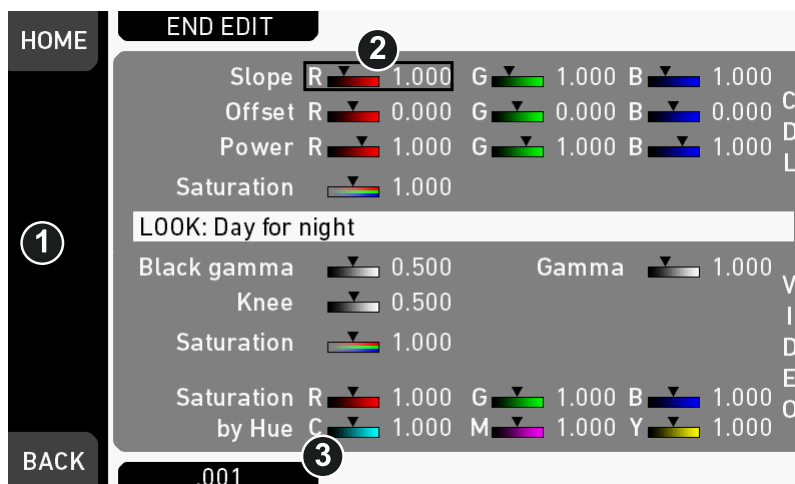 HOME
END EDIT
2
Slope R 1.000 G 1.000 B 1.000
Offset R 0.000 G 0.000 B 0.000
Power R 1.000 G 1.000 B 1.000
Saturation 1.000
CDL
LOOK: Day for night
1
Black gamma 0.500 Gamma 1.000
Knee 0.500
Saturation 1.000
Saturation R 1.000 G 1.000 B 1.000
by Hue C 1.000 M 1.000 Y 1.000
VIDEO
3
BACK
.001